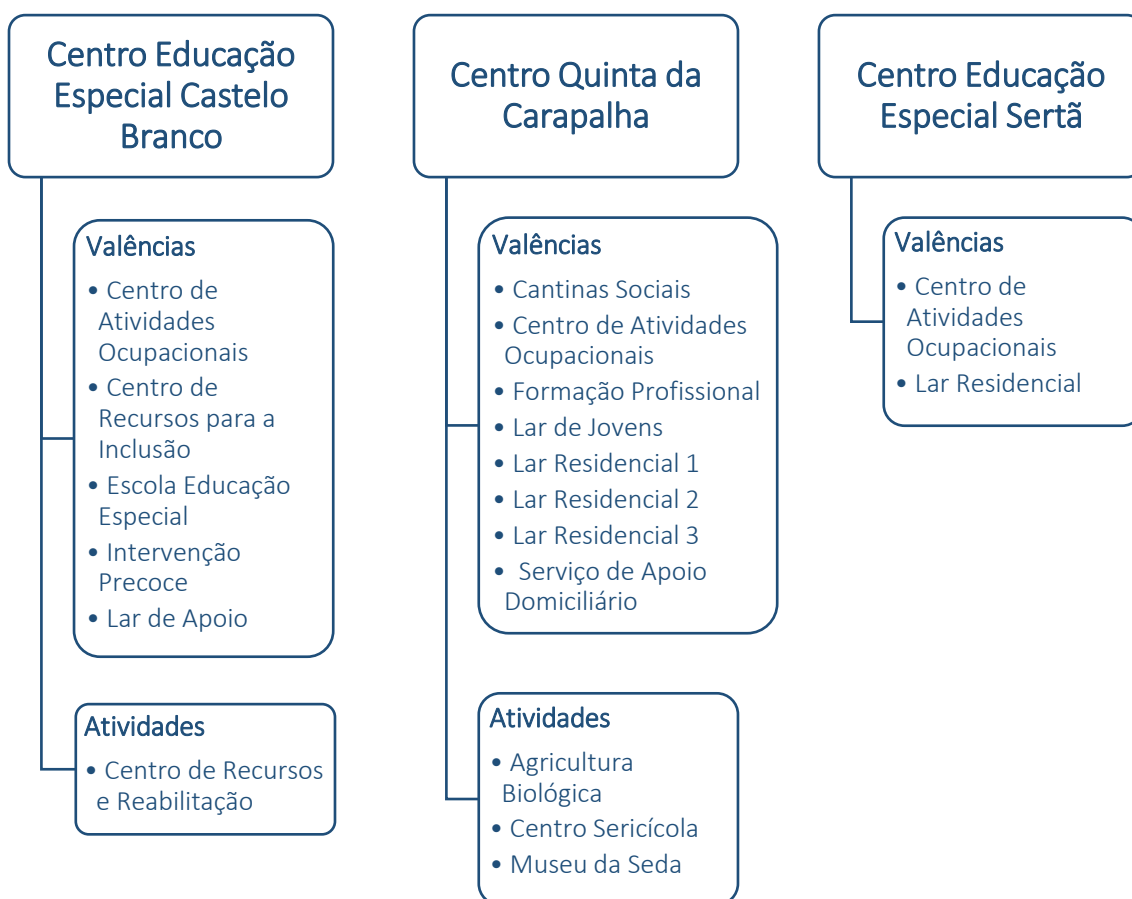 Centro Educação
Especial Castelo
Branco
Valências
• Centro de
Atividades
Ocupacionais
• Centro de
Recursos para a
Inclusão
• Escola Educação
Especial
• Intervenção
Precoce
• Lar de Apoio
Atividades
• Centro de Recursos
e Reabilitação
Centro Quinta da
Carapalha
Valências
• Cantinas Sociais
• Centro de Atividades
Ocupacionais
• Formação Profissional
• Lar de Jovens
• Lar Residencial 1
• Lar Residencial 2
• Lar Residencial 3
• Serviço de Apoio
Domiciliário
Atividades
• Agricultura
Biológica
• Centro Sericícola
• Museu da Seda
Centro Educação
Especial Sertã
Valências
• Centro de
Atividades
Ocupacionais
• Lar Residencial